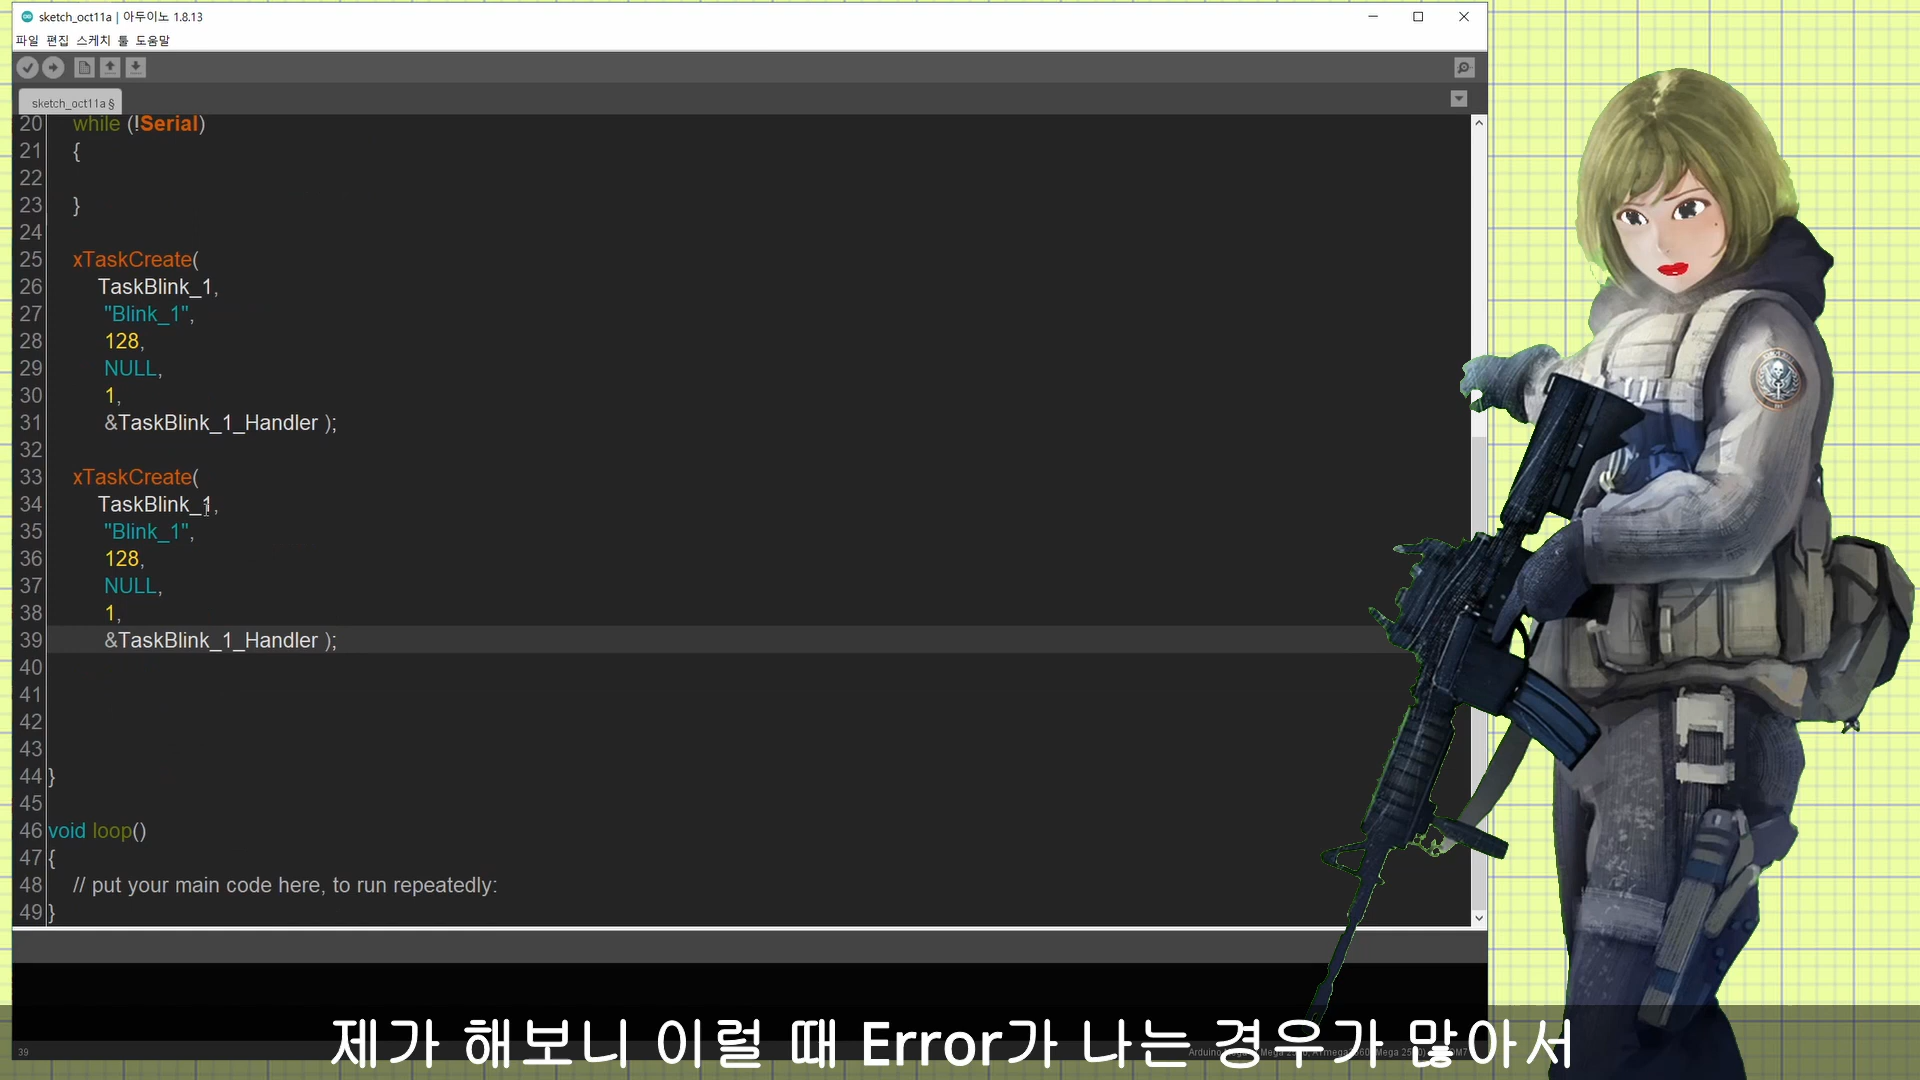 sketch_oct11a | 아두이노 1.8.13
파일 편집 스케치 툴 도움말
sketch_oct11a §
20 while (!Serial)
21 {
22
23 }
24
25 xTaskCreate(
26 TaskBlink_1,
27 "Blink_1",
28 128,
29 NULL,
30 1,
31 &TaskBlink_1_Handler );
32
33 xTaskCreate(
34 TaskBlink_1,
35 "Blink_1",
36 128,
37 NULL,
38 1,
39 &TaskBlink_1_Handler );
40
41
42
43
44 }
45
46 void loop()
47 {
48 // put your main code here, to run repeatedly:
49 }
제가 해보니 이럴 때 Error가 나는 경우가 많아서
39